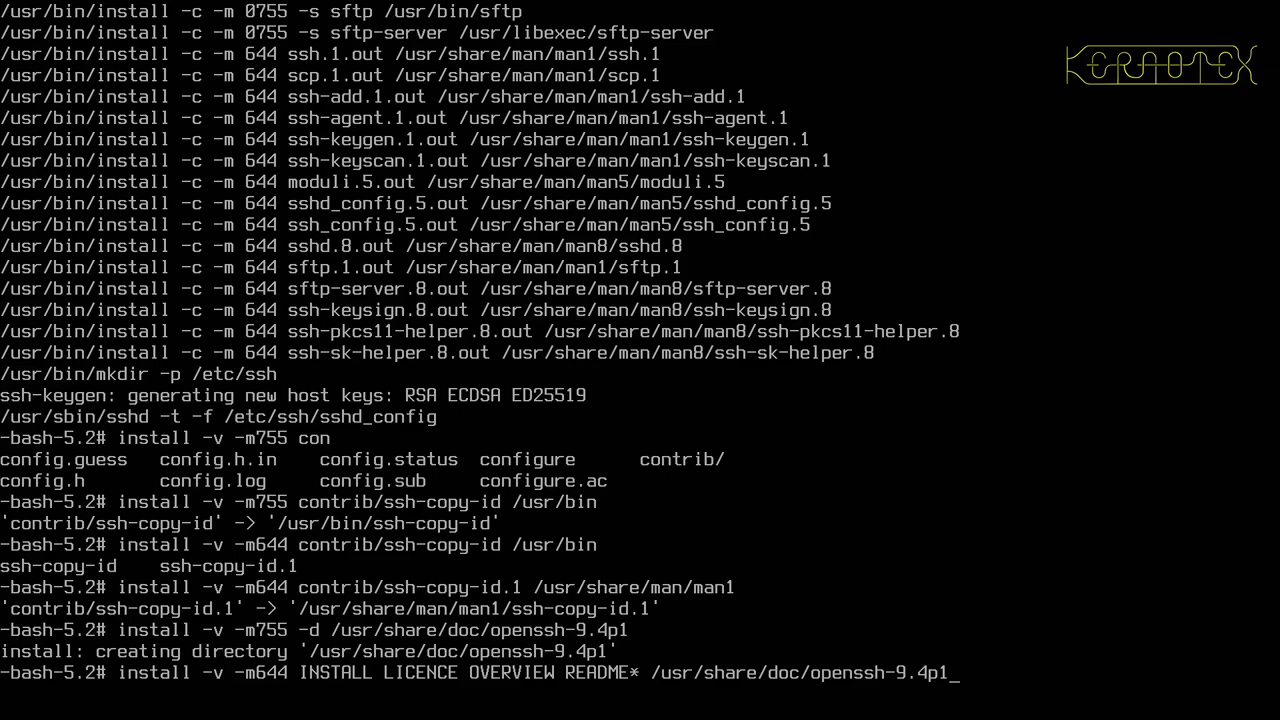 /usr/bin/install -c -m 0755 -s sftp /usr/bin/sftp
/usr/bin/install -c -m 0755 -s sftp-server /usr/libexec/sftp-server
/usr/bin/install -c -m 644 ssh.1.out /usr/share/man/man1/ssh.1
/usr/bin/install -c -m 644 scp.1.out /usr/share/man/man1/scp.1
/usr/bin/install -c -m 644 ssh-add.1.out /usr/share/man/man1/ssh-add.1
/usr/bin/install -c -m 644 ssh-agent.1.out /usr/share/man/man1/ssh-agent.1
/usr/bin/install -c -m 644 ssh-keygen.1.out /usr/share/man/man1/ssh-keygen.1
/usr/bin/install -c -m 644 ssh-keyscan.1.out /usr/share/man/man1/ssh-keyscan.1
/usr/bin/install -c -m 644 moduli.5.out /usr/share/man/man5/moduli.5
/usr/bin/install -c -m 644 sshd_config.5.out /usr/share/man/man5/sshd_config.5
/usr/bin/install -c -m 644 ssh_config.5.out /usr/share/man/man5/ssh_config.5
/usr/bin/install -c -m 644 sshd.8.out /usr/share/man/man8/sshd.8
/usr/bin/install -c -m 644 sftp.1.out /usr/share/man/man1/sftp.1
/usr/bin/install -c -m 644 sftp-server.8.out /usr/share/man/man8/sftp-server.8
/usr/bin/install -c -m 644 ssh-keysign.8.out /usr/share/man/man8/ssh-keysign.8
/usr/bin/install -c -m 644 ssh-pkcs11-helper.8.out /usr/share/man/man8/ssh-pkcs11-helper.8
/usr/bin/install -c -m 644 ssh-sk-helper.8.out /usr/share/man/man8/ssh-sk-helper.8
/usr/bin/mkdir -p /etc/ssh
ssh-keygen: generating new host keys: RSA ECDSA ED25519
/usr/sbin/sshd -t -f /etc/ssh/sshd_config
-bash-5.2# install -v -m755 con
config.guess config.h.in config.status configure contrib/
config.h config.log config.sub configure.ac
-bash-5.2# install -v -m755 contrib/ssh-copy-id /usr/bin
'contrib/ssh-copy-id' -> '/usr/bin/ssh-copy-id'
-bash-5.2# install -v -m644 contrib/ssh-copy-id /usr/bin
ssh-copy-id ssh-copy-id.1
-bash-5.2# install -v -m644 contrib/ssh-copy-id.1 /usr/share/man/man1
'contrib/ssh-copy-id.1' -> '/usr/share/man/man1/ssh-copy-id.1'
-bash-5.2# install -v -m755 -d /usr/share/doc/openssh-9.4p1
install: creating directory '/usr/share/doc/openssh-9.4p1'
-bash-5.2# install -v -m644 INSTALL LICENCE OVERVIEW README* /usr/share/doc/openssh-9.4p1_